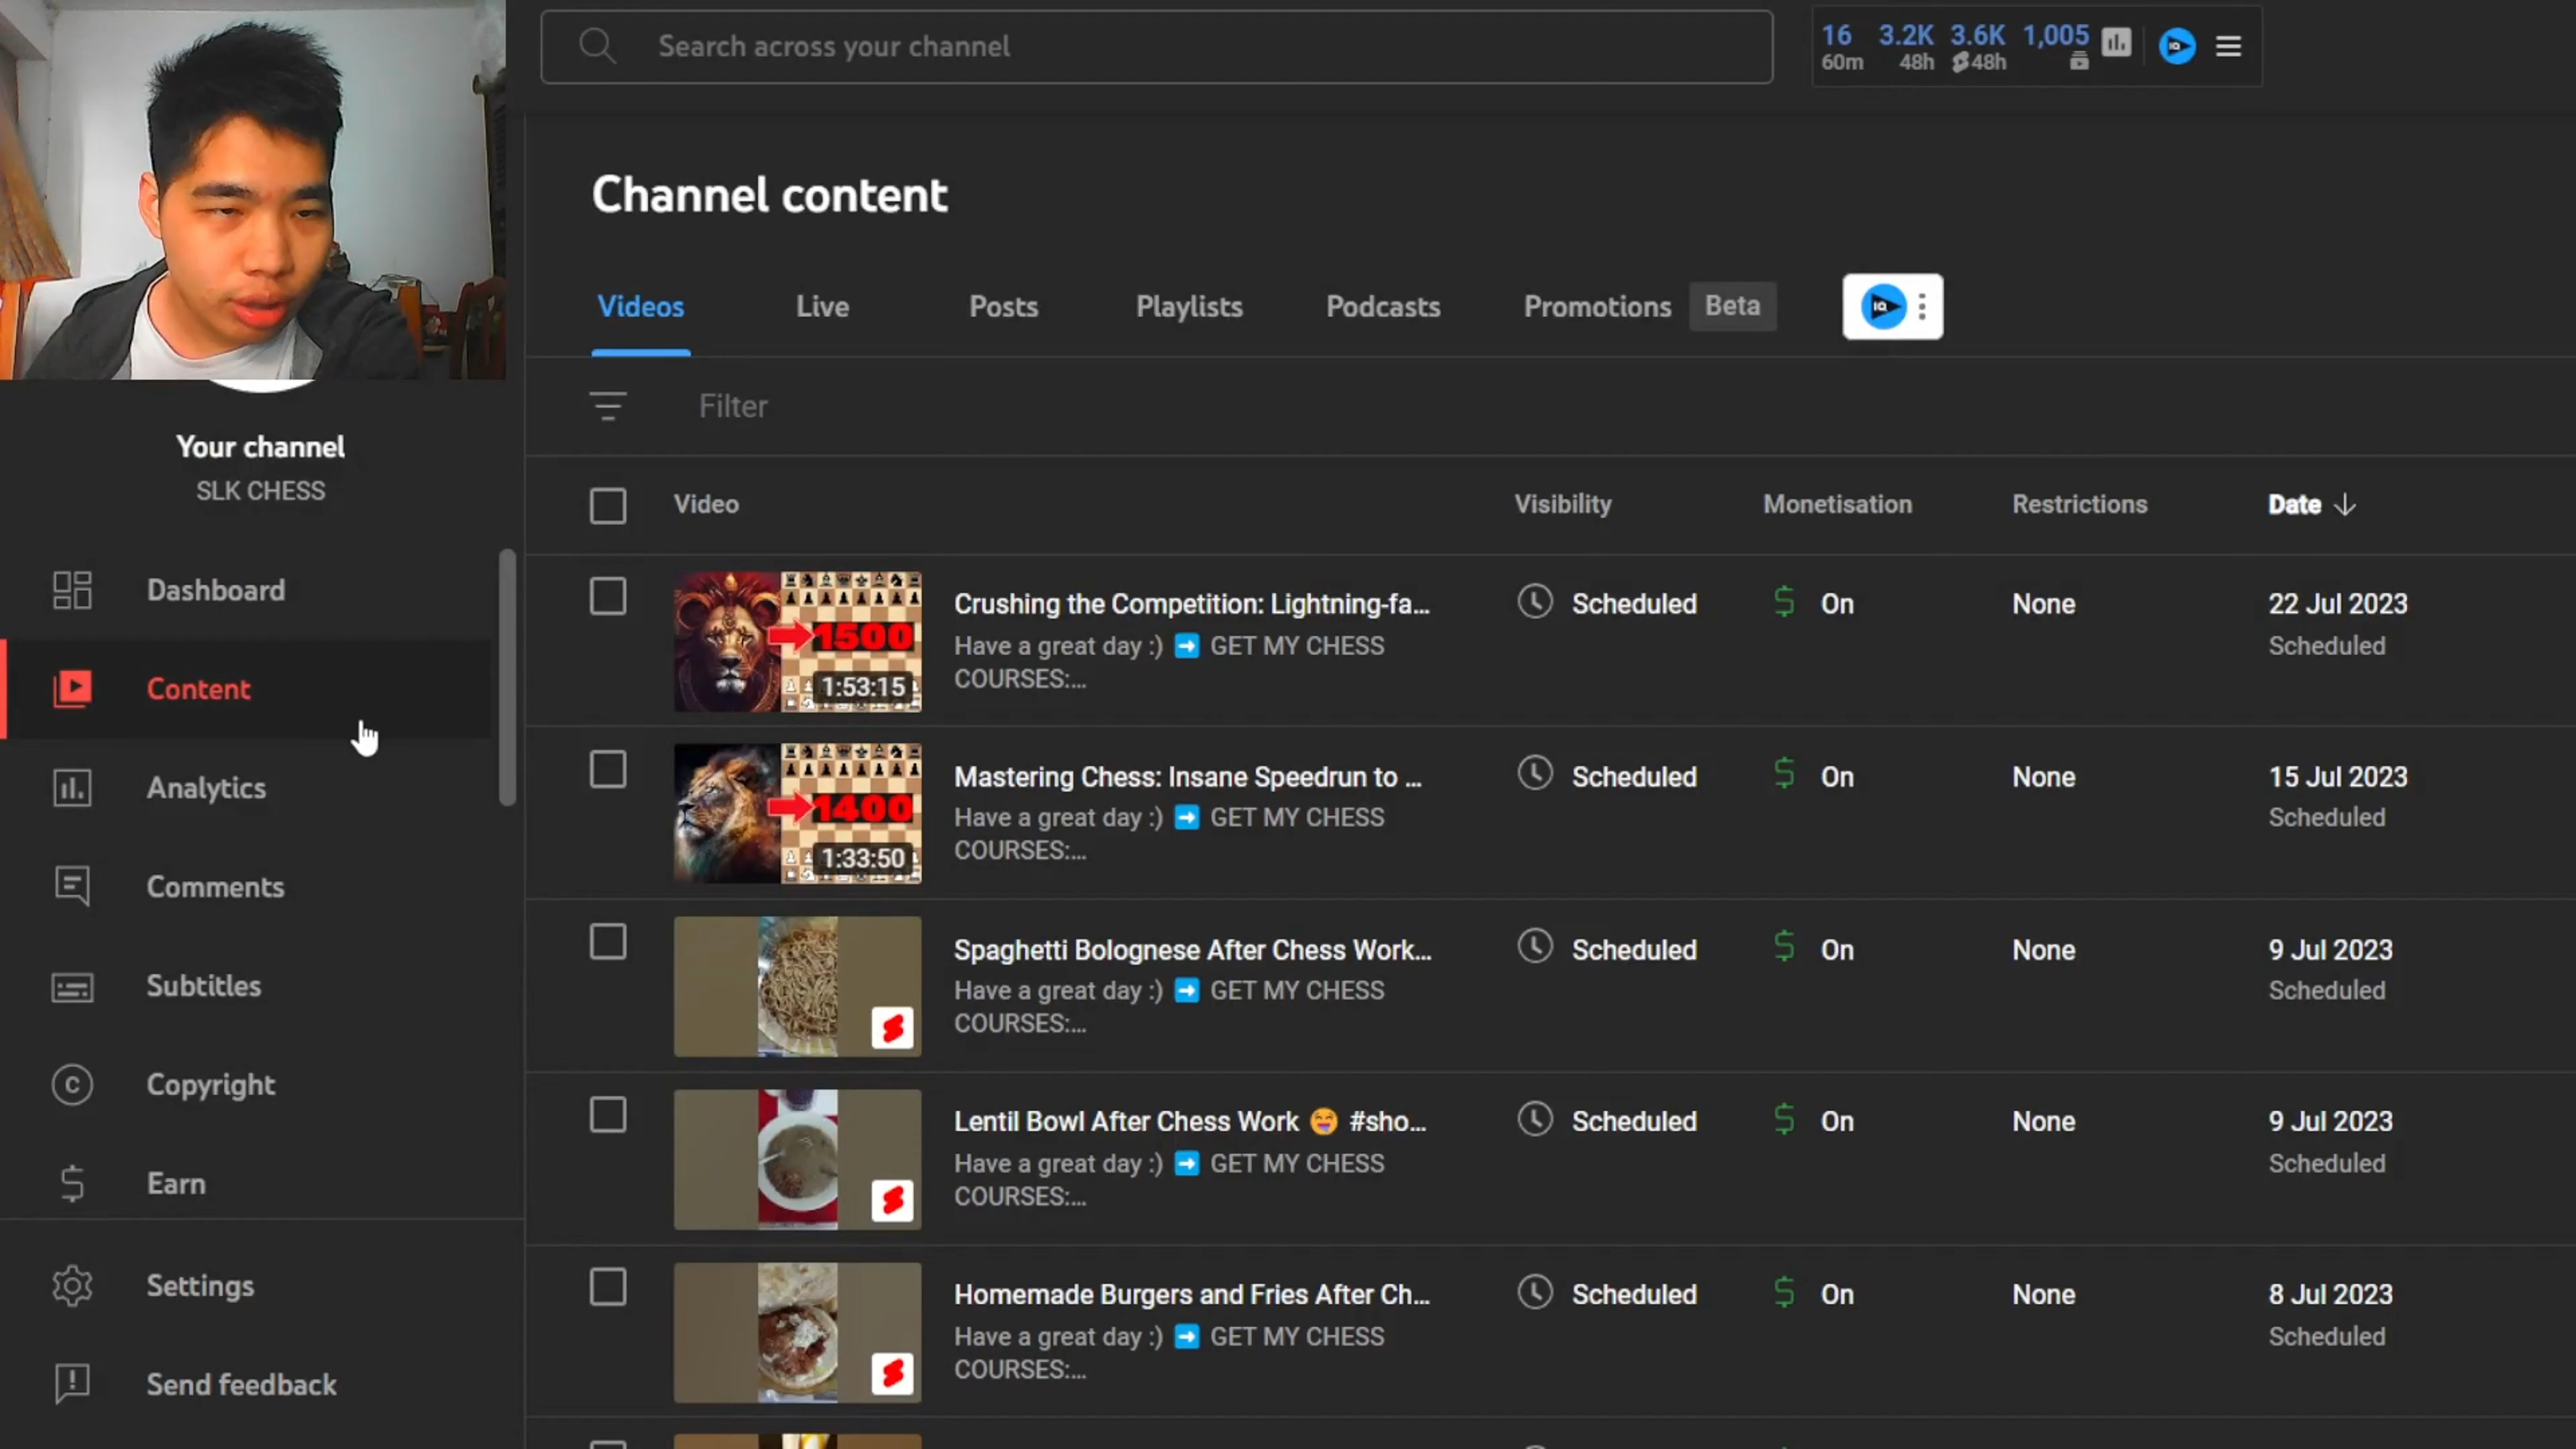 Search across your channel
16 3.2K 3.6K 1,005
60m 48h 48h
Channel content
Videos Live Posts Playlists Podcasts Promotions Beta
Filter
Your channel
SLK CHESS
Dashboard
Content
Analytics
Comments
Subtitles
Copyright
Earn
Settings
Send feedback
Video Visibility Monetisation Restrictions Date
1500
1:53:15
Crushing the Competition: Lightning-fa... Scheduled On None 22 Jul 2023
Have a great day :) ➡ GET MY CHESS Scheduled
COURSES:...
1400
1:33:50
Mastering Chess: Insane Speedrun to ... Scheduled On None 15 Jul 2023
Have a great day :) ➡ GET MY CHESS Scheduled
COURSES:...
Spaghetti Bolognese After Chess Work... Scheduled On None 9 Jul 2023
Have a great day :) ➡ GET MY CHESS Scheduled
COURSES:...
Lentil Bowl After Chess Work 🤪 #sho... Scheduled On None 9 Jul 2023
Have a great day :) ➡ GET MY CHESS Scheduled
COURSES:...
Homemade Burgers and Fries After Ch... Scheduled On None 8 Jul 2023
Have a great day :) ➡ GET MY CHESS Scheduled
COURSES:...